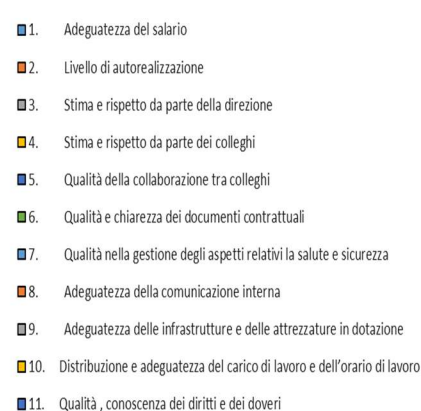 1. Adeguatezza del salario
2. Livello di autorealizzazione
3. Stima e rispetto da parte della direzione
4. Stima e rispetto da parte dei colleghi
5. Qualità della collaborazione tra colleghi
6. Qualità e chiarezza dei documenti contrattuali
7. Qualità nella gestione degli aspetti relativi la salute e sicurezza
8. Adeguatezza della comunicazione interna
9. Adeguatezza delle infrastrutture e delle attrezzature in dotazione
10. Distribuzione e adeguatezza del carico di lavoro e dell'orario di lavoro
11. Qualità , conoscenza dei diritti e dei doveri